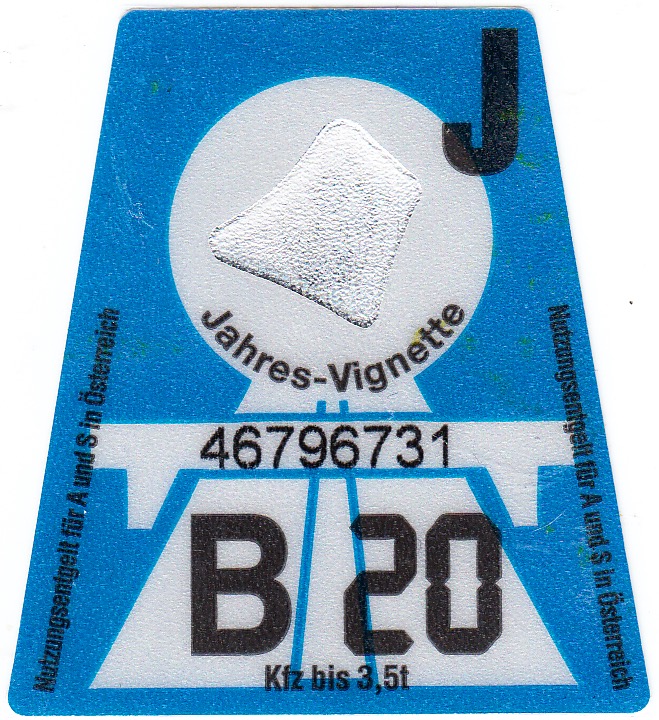 J
Jahres-Vignette
46796731
B 20
Kfz bis 3,5t
Nutzungsentgelt für A und S in Österreich
Nutzungsentgelt für A und S in Österreich